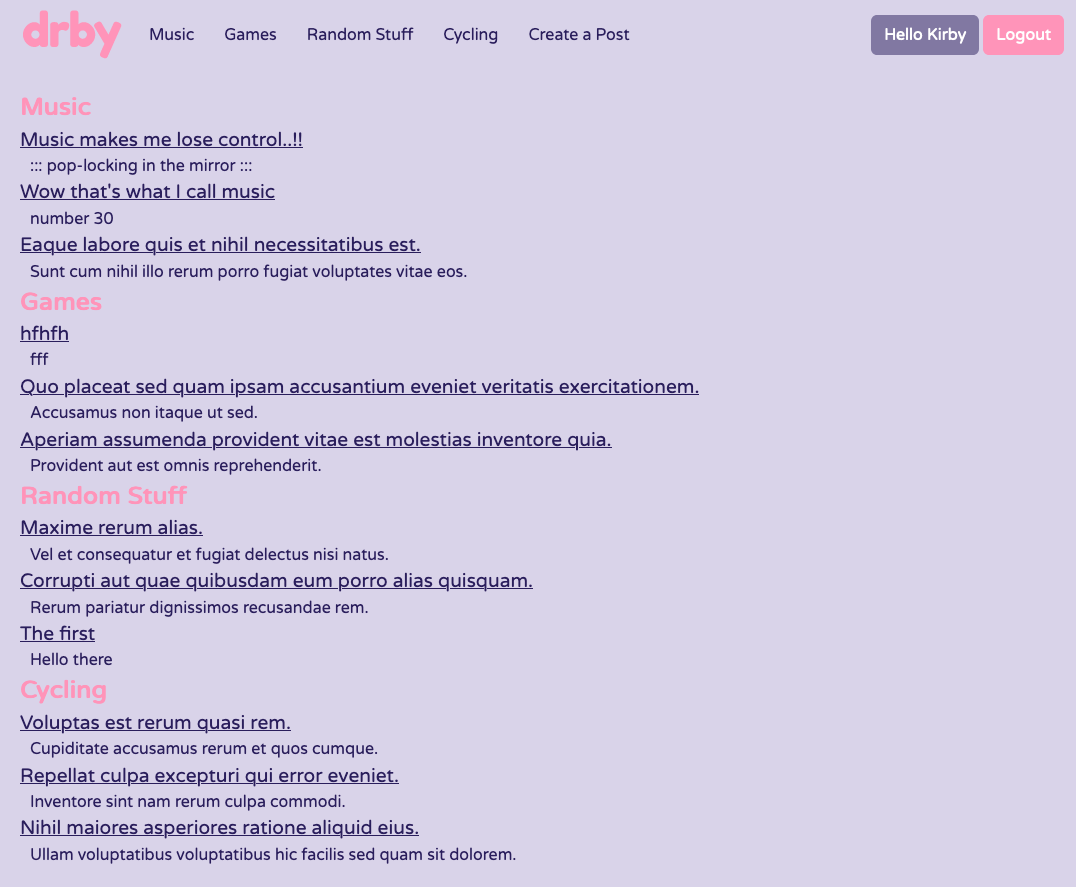 drby
Music
Games
Random Stuff
Cycling
Create a Post
Hello Kirby
Logout
Music
Music makes me lose control..!!
::: pop-locking in the mirror :::
Wow that's what I call music
number 30
Eaque labore quis et nihil necessitatibus est.
Sunt cum nihil illo rerum porro fugiat voluptates vitae eos.
Games
hfhfh
fff
Quo placeat sed quam ipsam accusantium eveniet veritatis exercitationem.
Accusamus non itaque ut sed.
Aperiam assumenda provident vitae est molestias inventore quia.
Provident aut est omnis reprehenderit.
Random Stuff
Maxime rerum alias.
Vel et consequatur et fugiat delectus nisi natus.
Corrupti aut quae quibusdam eum porro alias quisquam.
Rerum pariatur dignissimos recusandae rem.
The first
Hello there
Cycling
Voluptas est rerum quasi rem.
Cupiditate accusamus rerum et quos cumque.
Repellat culpa excepturi qui error eveniet.
Inventore sint nam rerum culpa commodi.
Nihil maiores asperiores ratione aliquid eius.
Ullam voluptatibus voluptatibus hic facilis sed quam sit dolorem.